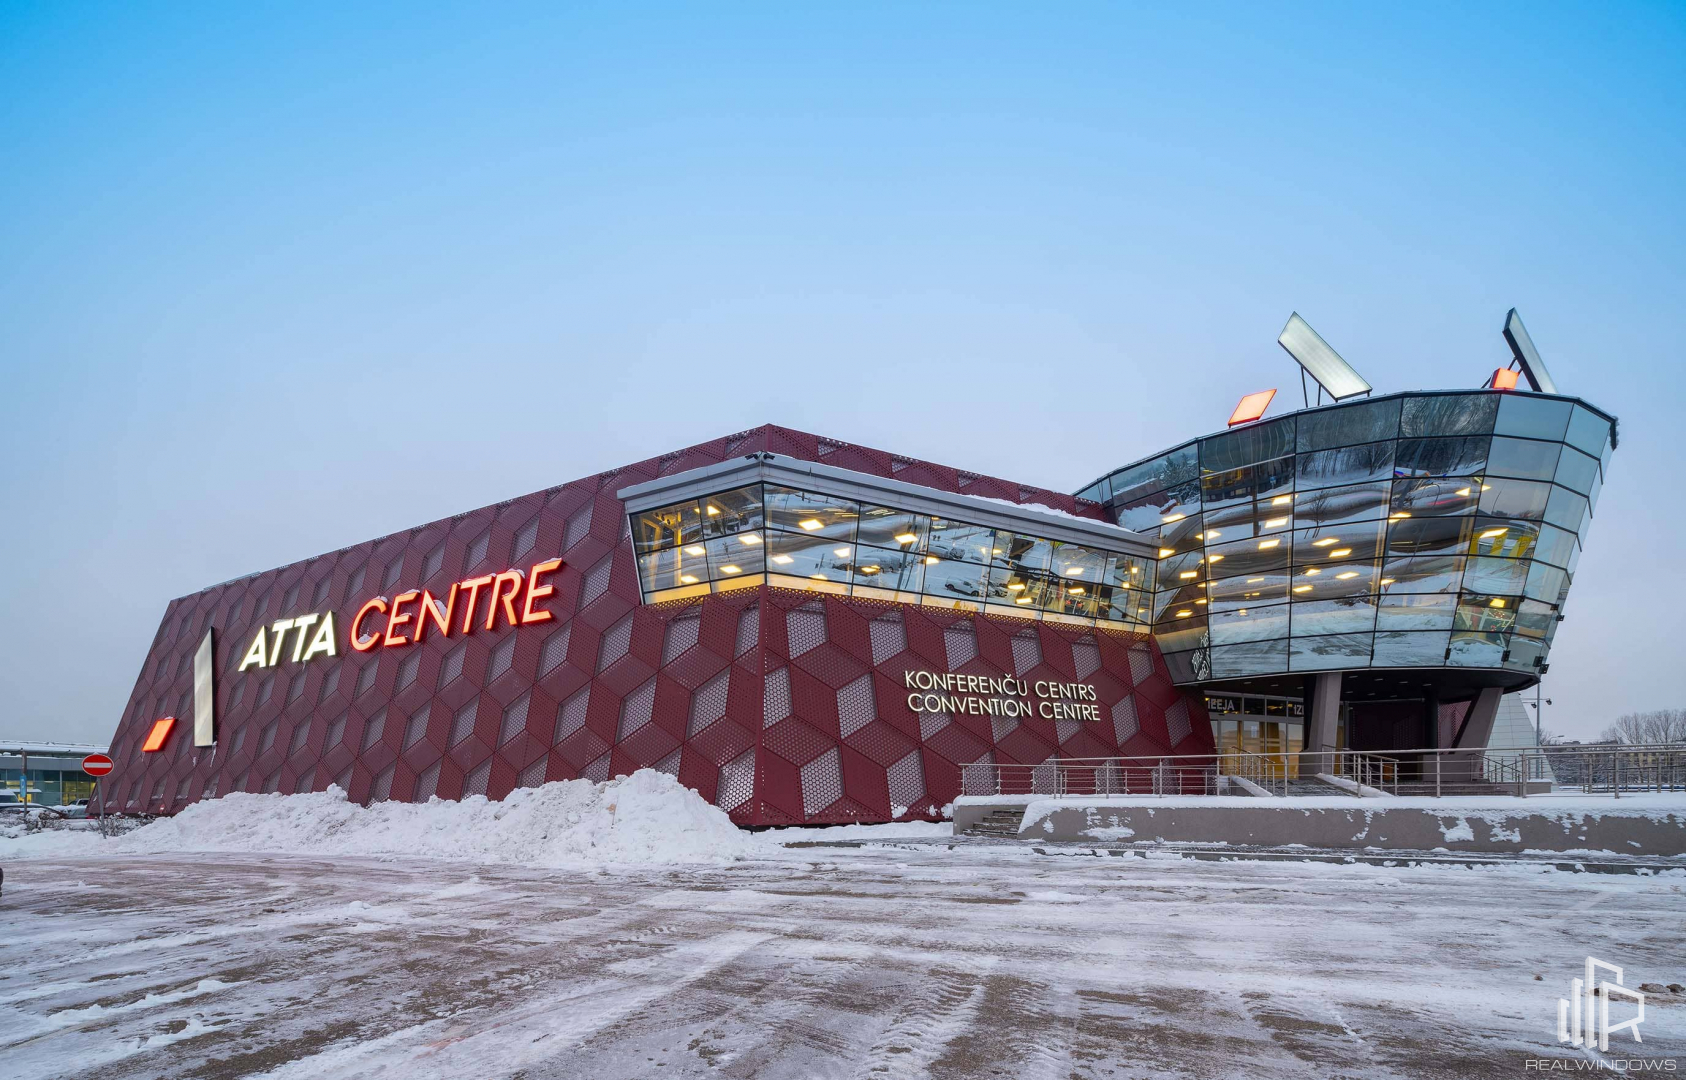 ATTA CENTRE
KONFERENČU CENTRS
CONVENTION CENTRE
REALWINDOWS